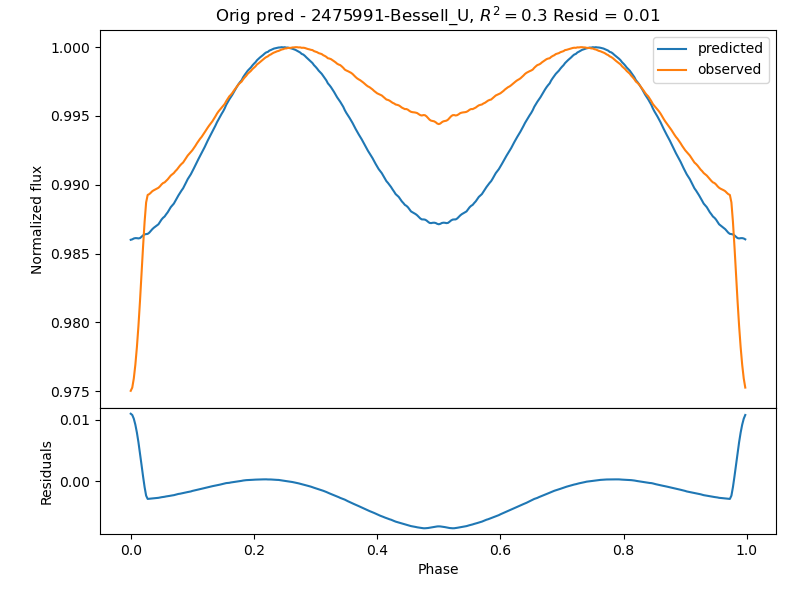 Orig pred - 2475991-Bessell_U, R² = 0.3 Resid = 0.01
predicted
observed
Normalized flux
1.000
0.995
0.990
0.985
0.980
0.975
Residuals
0.01
0.00
0.0 0.2 0.4 0.6 0.8 1.0
Phase